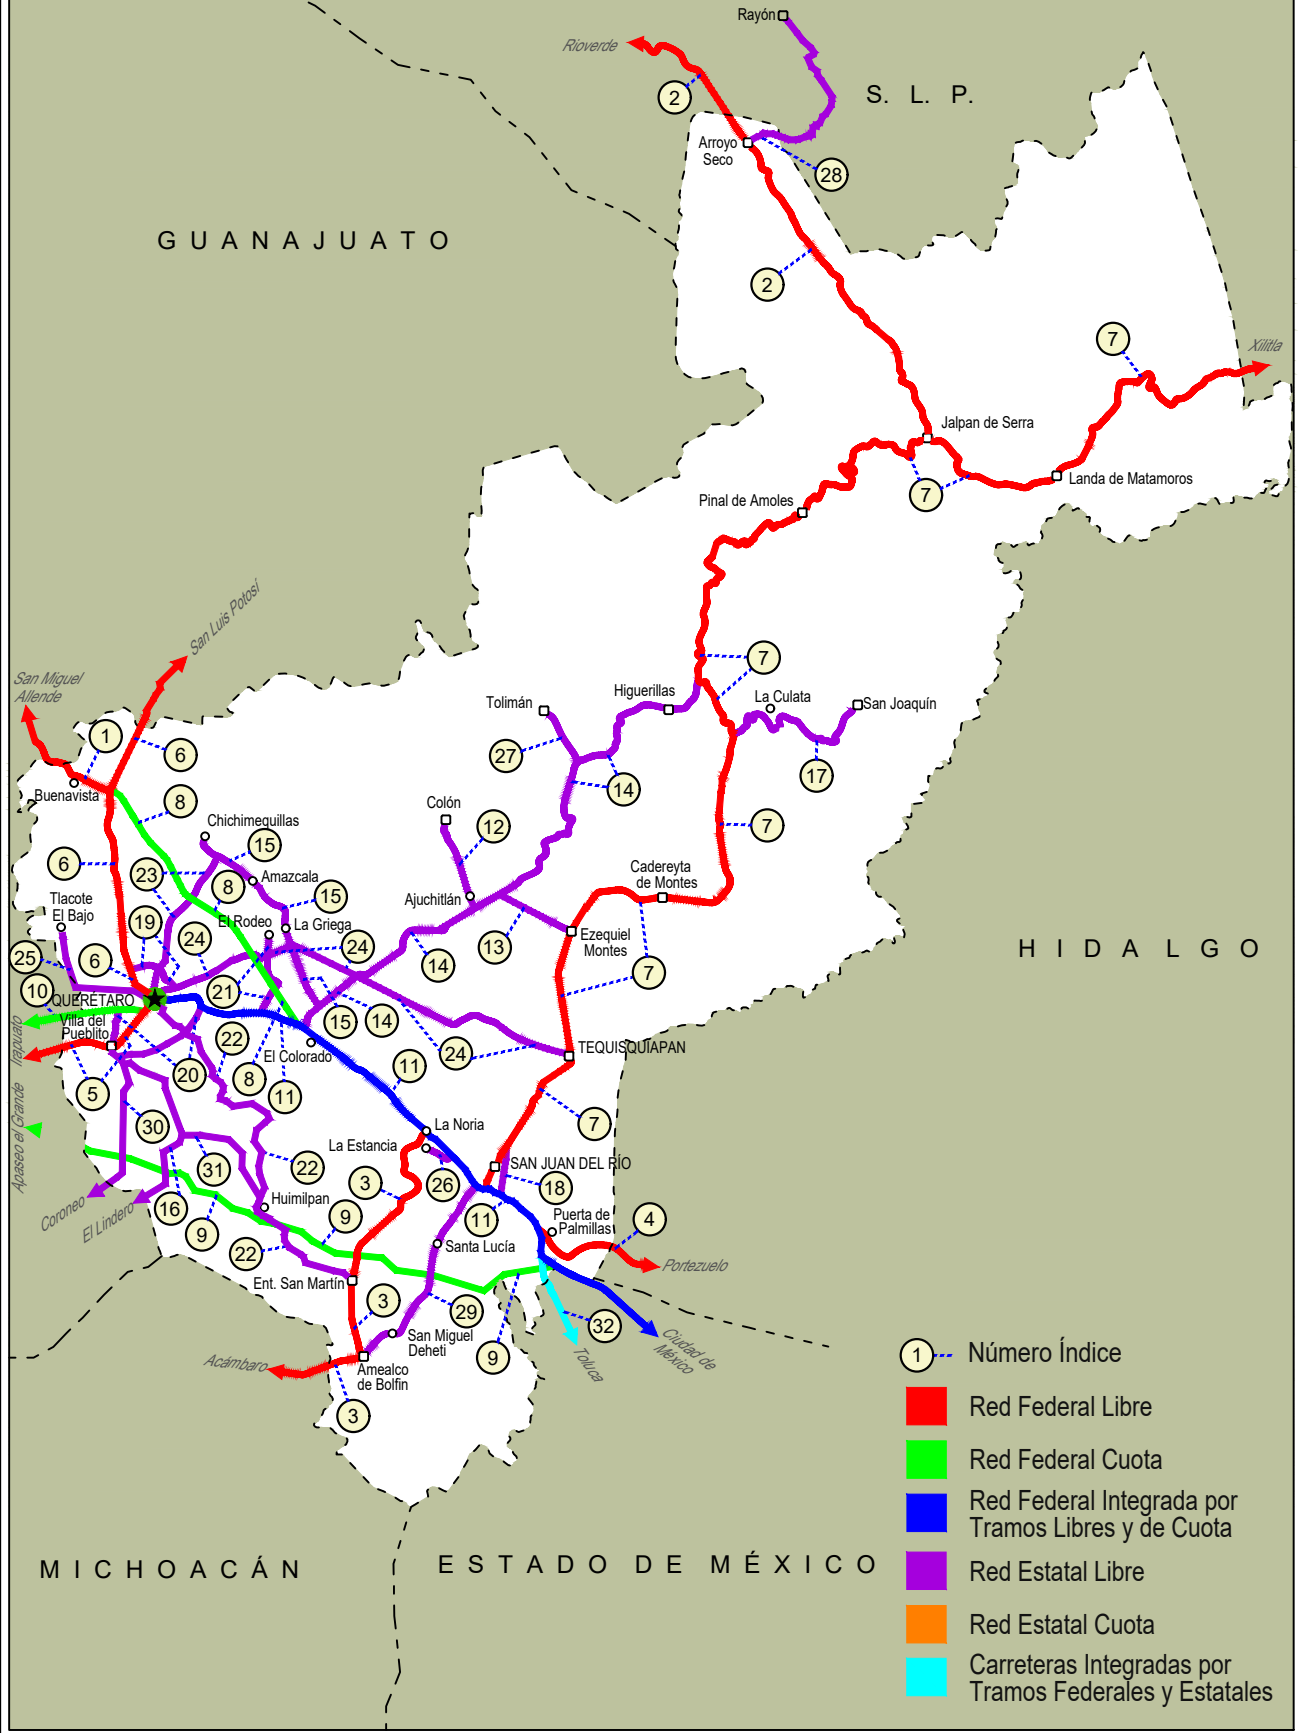 Rayón
Rioverde
S. L. P.
2
Arroyo
Seco
28
GUANAJUATO
2
7
Xilitla
Jalpan de Serra
Landa de Matamoros
7
Pinal de Amoles
San Luis Potosí
San Miguel
Allende
7
La Culata
San Joaquín
Higuerillas
Tolimán
1
6
27
14
17
Buenavista
8
Colón
12
7
Chichimequillas
15
6
23
8
Amazcala
15
Cadereyta
de Montes
Tlacote
El Bajo
19
24
El Rodeo
La Griega
24
Ajuchitlán
13
Ezequiel
Montes
HIDALGO
25
6
14
7
10
QUERÉTARO
21
15
14
Irapuato
Villa del
Pueblito
22
El Colorado
24
TEQUISQUIAPAN
5
20
8
11
11
7
Apaseo el Grande
30
La Noria
La Estancia
31
22
3
26
SAN JUAN DEL RÍO
18
Coroneo
El Lindero
16
9
Huimilpan
9
11
Puerta de
Palmillas
4
22
Santa Lucía
Portezuelo
Ent. San Martín
3
29
San Miguel
Deheti
9
32
Toluca
Ciudad de
México
Acámbaro
Amealco
de Bolfin
3
1
Número Índice
Red Federal Libre
Red Federal Cuota
Red Federal Integrada por
Tramos Libres y de Cuota
MICHOACÁN
ESTADO DE MÉXICO
Red Estatal Libre
Red Estatal Cuota
Carreteras Integradas por
Tramos Federales y Estatales